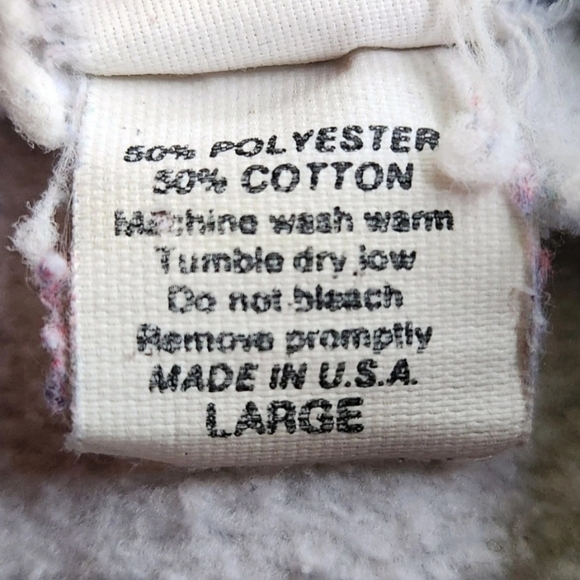 50% POLYESTER
50% COTTON
Machine wash warm
Tumble dry low
Do not bleach
Remove promptly
MADE IN U.S.A.
LARGE